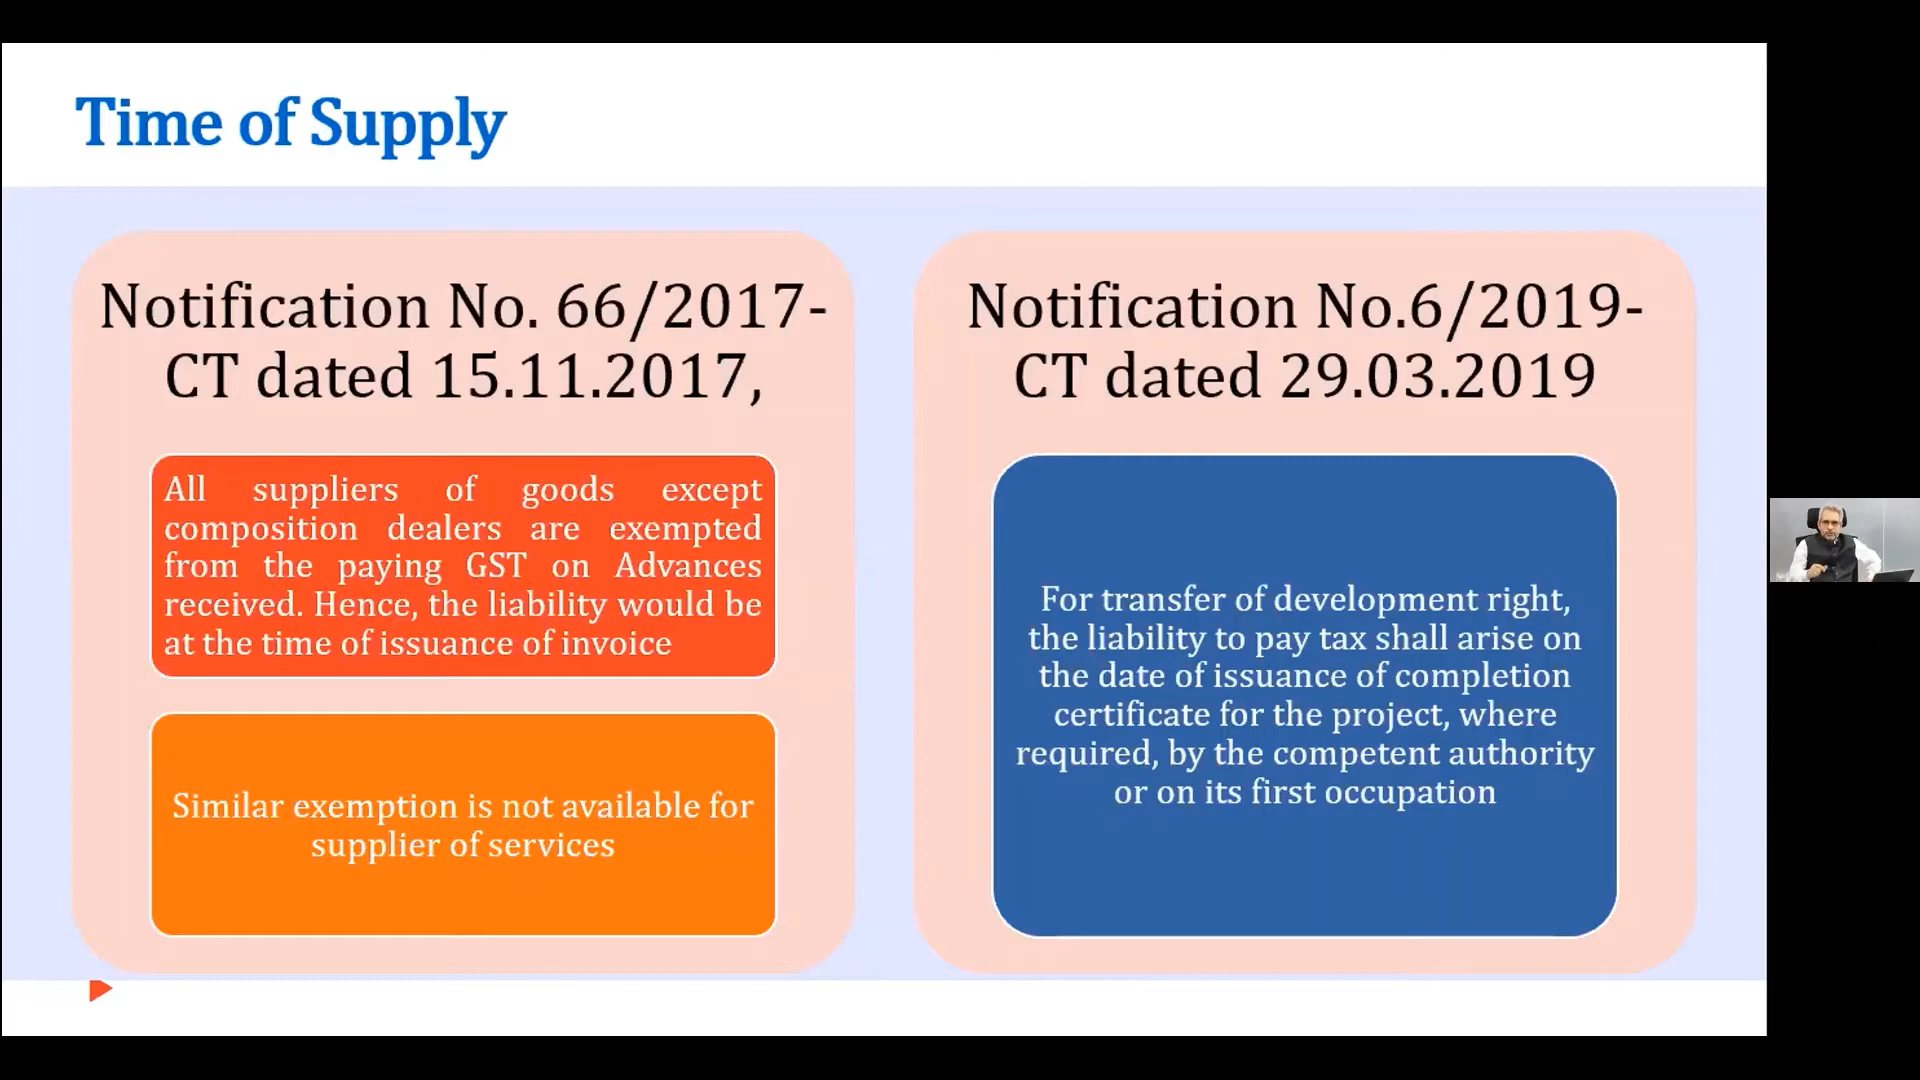 Time of Supply
Notification No. 66/2017-
CT dated 15.11.2017,
All suppliers of goods except
composition dealers are exempted
from the paying GST on Advances
received. Hence, the liability would be
at the time of issuance of invoice
Similar exemption is not available for
supplier of services
Notification No.6/2019-
CT dated 29.03.2019
For transfer of development right,
the liability to pay tax shall arise on
the date of issuance of completion
certificate for the project, where
required, by the competent authority
or on its first occupation